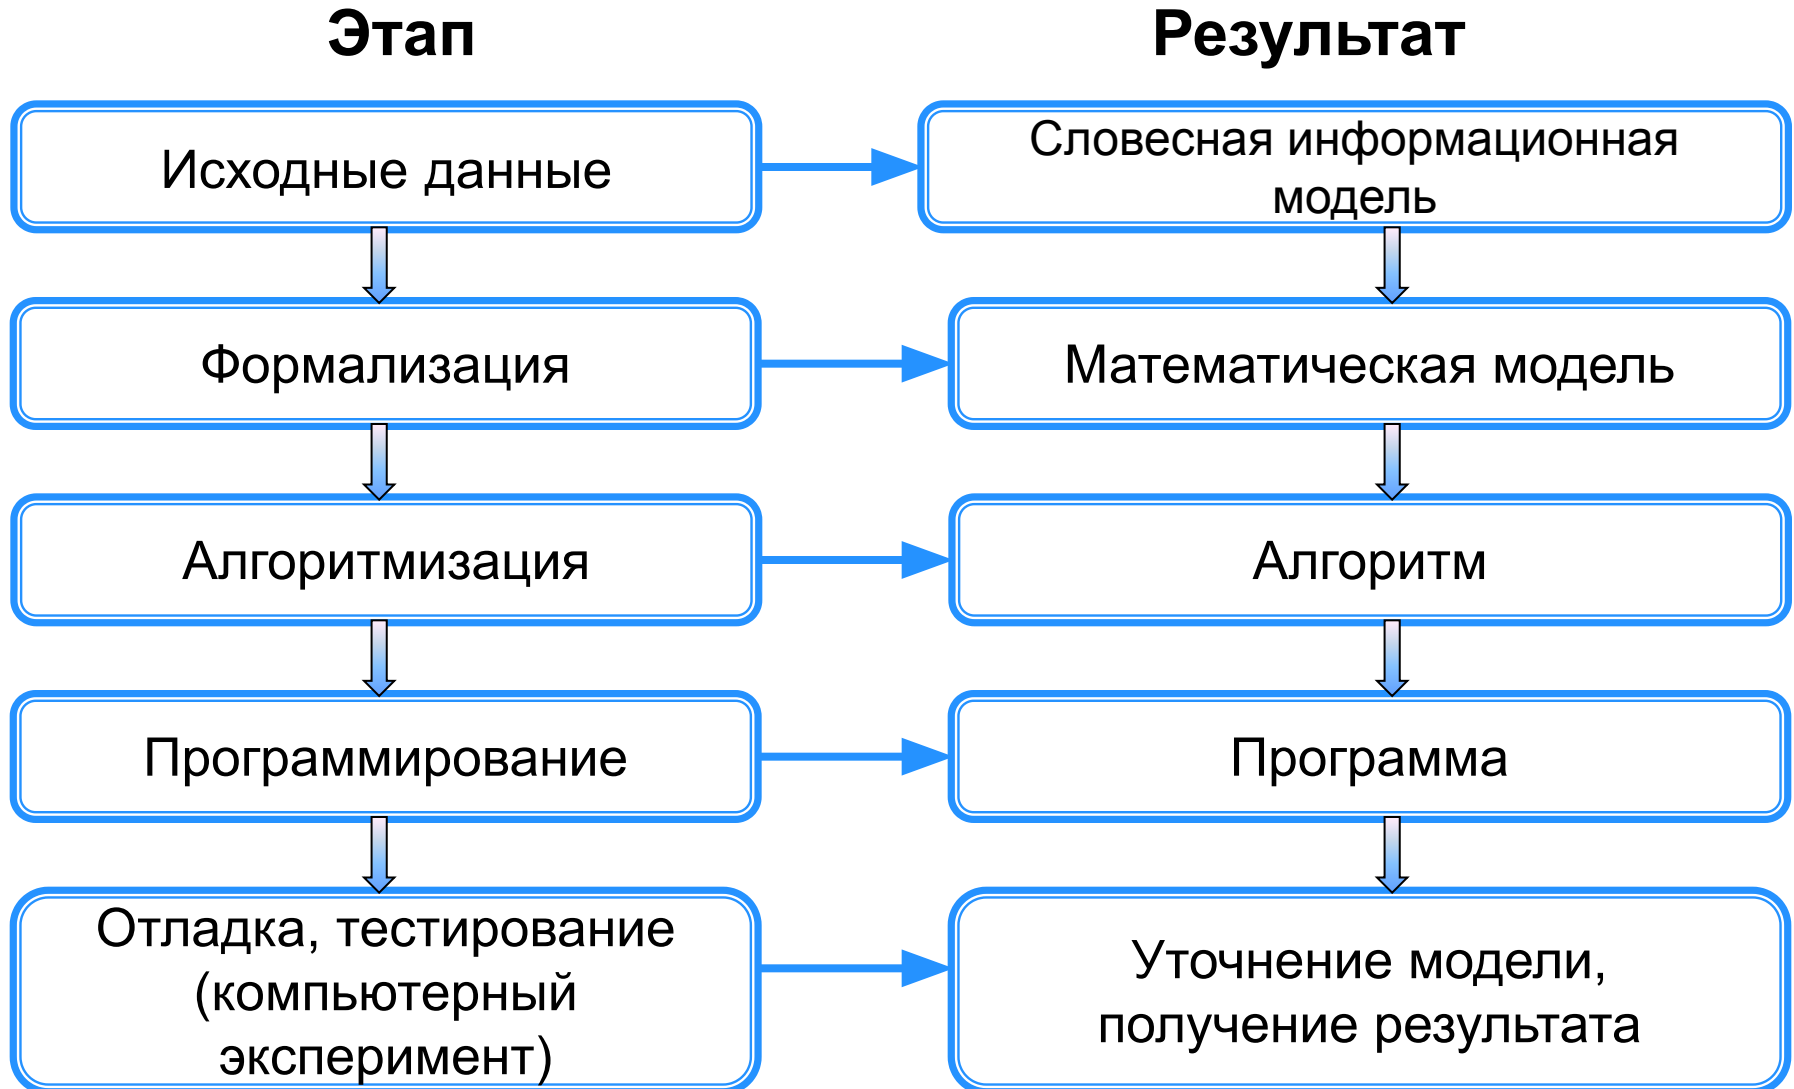 Этап
Результат
Исходные данные
Словесная информационная
модель
Формализация
Математическая модель
Алгоритмизация
Алгоритм
Программирование
Программа
Отладка, тестирование
(компьютерный
эксперимент)
Уточнение модели,
получение результата